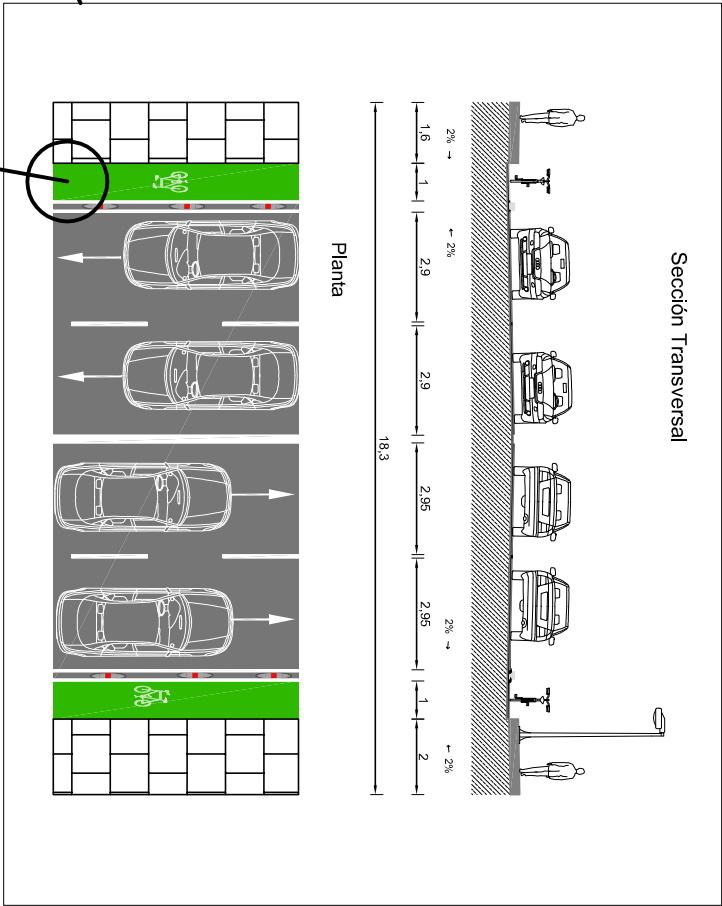 Sección Transversal
2% → ← 2% 2% → ← 2%
1,6 1 2,9 2,9 2,95 2,95 1 2
18,3
Planta